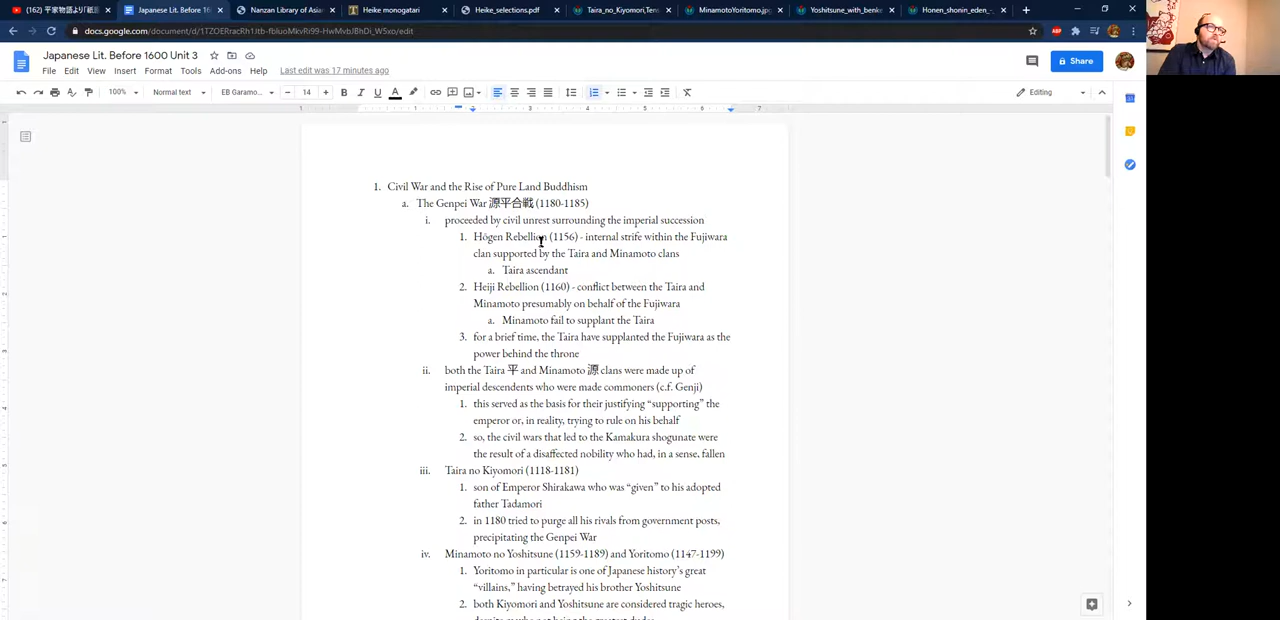 (162) 平家物語より「祇園
Japanese Lit. Before 16
Nanzan Library of Asian
Heike monogatari
Heike_selections.pdf
Taira_no_Kiyomori,Ten
MinamotoYoritomo.jpg
Yoshitsune_with_benke
Honen_shonin_eden_-_
docs.google.com/document/d/1TZOERracRh1Jtb-fbluoMkvRi99-HwMvbJBhDi_W5xo/edit
Japanese Lit. Before 1600 Unit 3
File Edit View Insert Format Tools Add-ons Help Last edit was 17 minutes ago
Share
100% Normal text EB Garamo... 14 Editing
1. Civil War and the Rise of Pure Land Buddhism
a. The Genpei War 源平合戦 (1180-1185)
i. proceeded by civil unrest surrounding the imperial succession
1. Hōgen Rebellion (1156) - internal strife within the Fujiwara
clan supported by the Taira and Minamoto clans
a. Taira ascendant
2. Heiji Rebellion (1160) - conflict between the Taira and
Minamoto presumably on behalf of the Fujiwara
a. Minamoto fail to supplant the Taira
3. for a brief time, the Taira have supplanted the Fujiwara as the
power behind the throne
ii. both the Taira 平 and Minamoto 源 clans were made up of
imperial descendents who were made commoners (c.f. Genji)
1. this served as the basis for their justifying “supporting” the
emperor or, in reality, trying to rule on his behalf
2. so, the civil wars that led to the Kamakura shogunate were
the result of a disaffected nobility who had, in a sense, fallen
iii. Taira no Kiyomori (1118-1181)
1. son of Emperor Shirakawa who was “given” to his adopted
father Tadamori
2. in 1180 tried to purge all his rivals from government posts,
precipitating the Genpei War
iv. Minamoto no Yoshitsune (1159-1189) and Yoritomo (1147-1199)
1. Yoritomo in particular is one of Japanese history’s great
“villains,” having betrayed his brother Yoshitsune
2. both Kiyomori and Yoshitsune are considered tragic heroes,